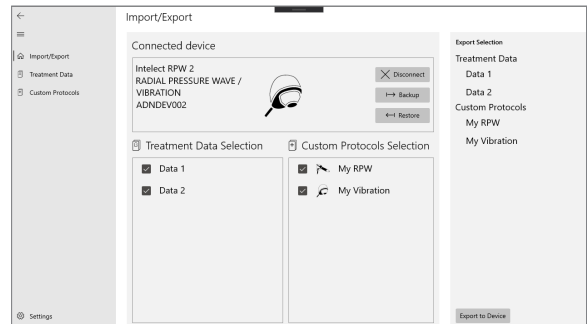 Import/Export
Import/Export
Treatment Data
Custom Protocols
Settings
Connected device
Intelect RPW 2
RADIAL PRESSURE WAVE /
VIBRATION
ADNDEV002
Disconnect
Backup
Restore
Treatment Data Selection
Data 1
Data 2
Custom Protocols Selection
My RPW
My Vibration
Export Selection
Treatment Data
Data 1
Data 2
Custom Protocols
My RPW
My Vibration
Export to Device